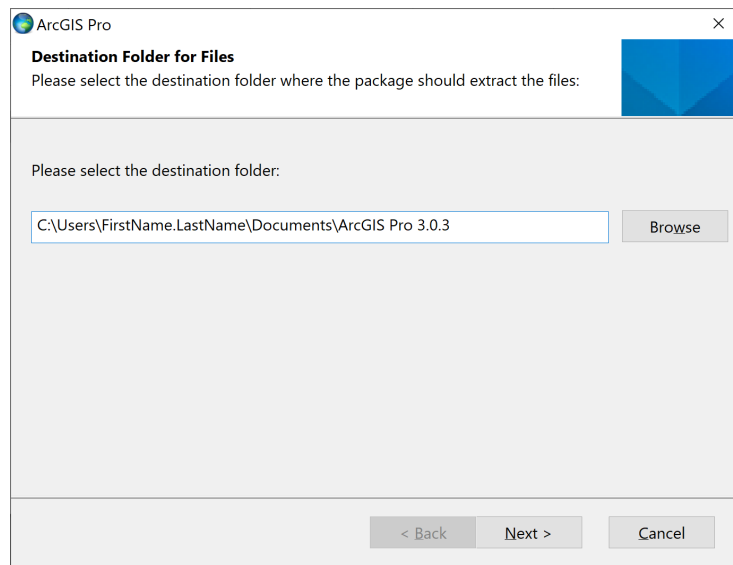 ArcGIS Pro
Destination Folder for Files
Please select the destination folder where the package should extract the files:
Please select the destination folder:
C:\Users\FirstName.LastName\Documents\ArcGIS Pro 3.0.3
Browse
< Back
Next >
Cancel